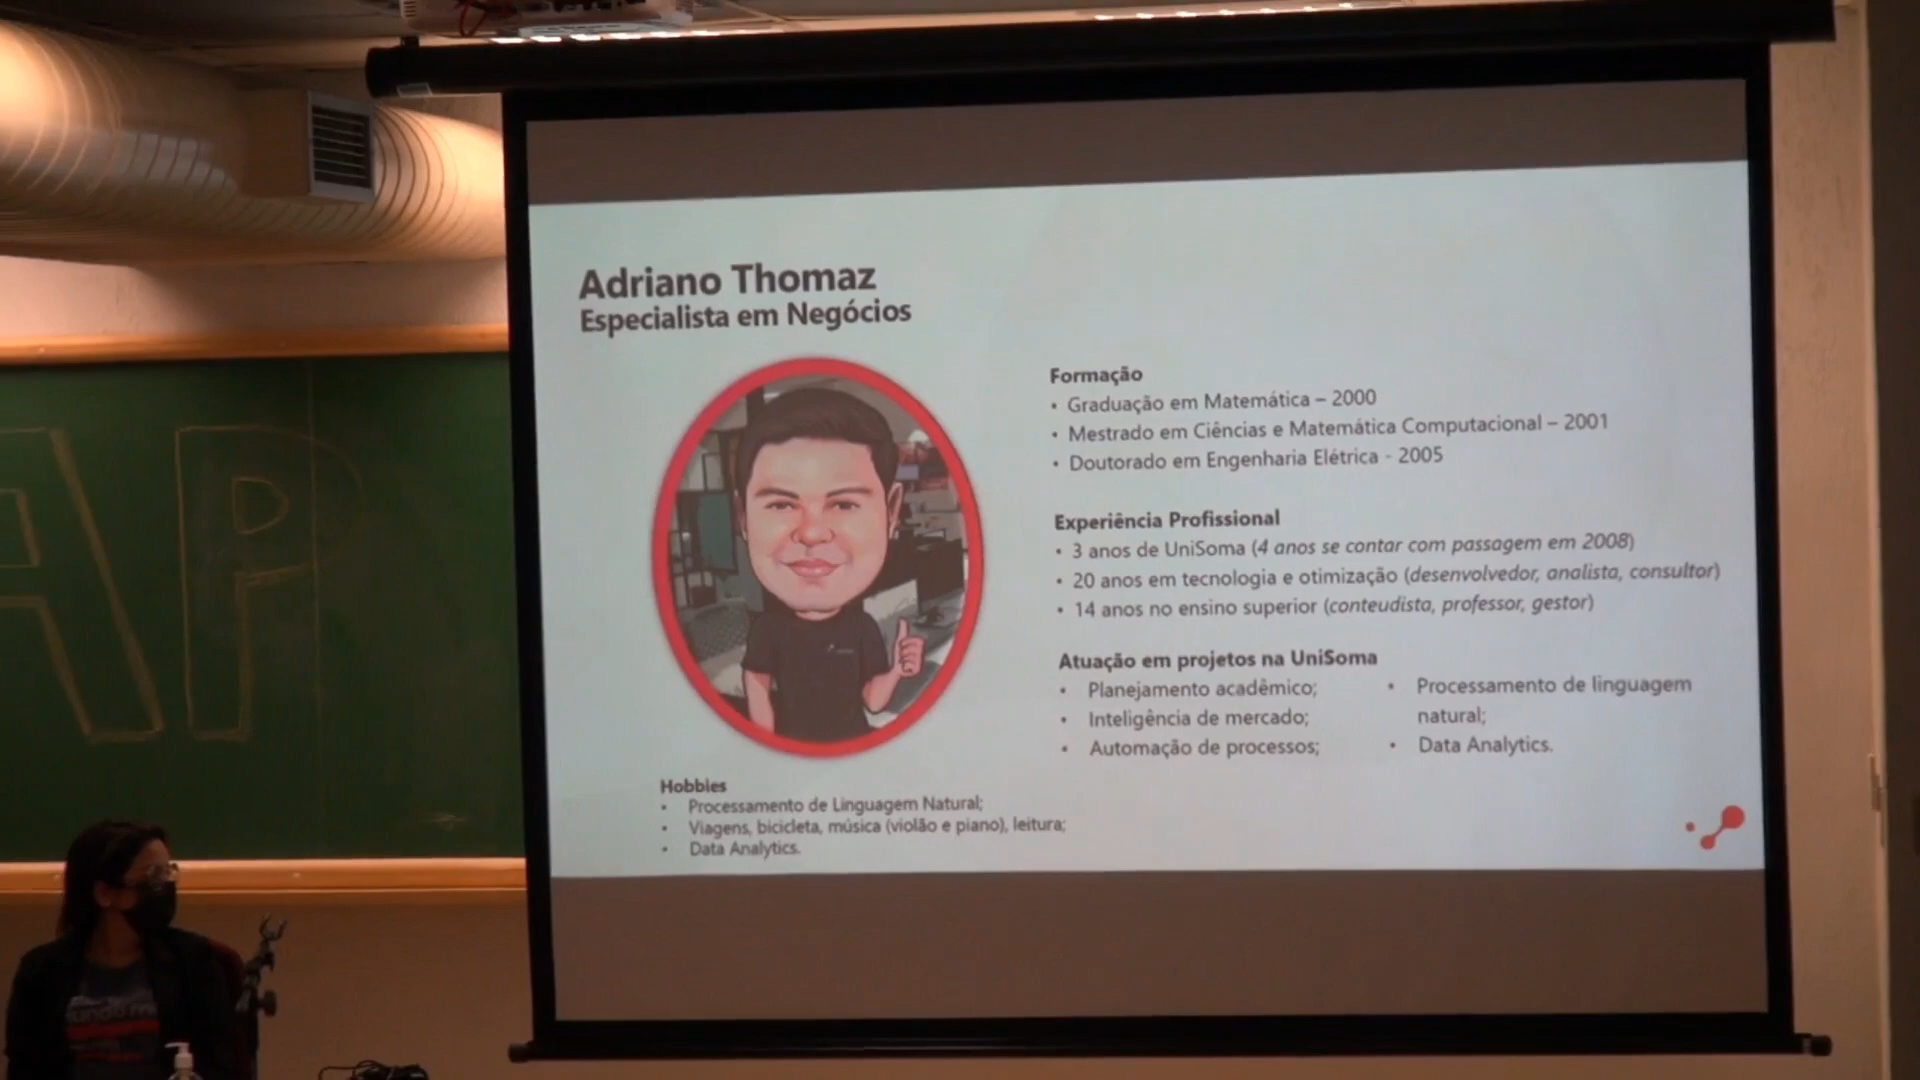 Adriano Thomaz
Especialista em Negócios
Formação
• Graduação em Matemática – 2000
• Mestrado em Ciências e Matemática Computacional – 2001
• Doutorado em Engenharia Elétrica - 2005
Experiência Profissional
• 3 anos de UniSoma (4 anos se contar com passagem em 2008)
• 20 anos em tecnologia e otimização (desenvolvedor, analista, consultor)
• 14 anos no ensino superior (conteudista, professor, gestor)
Atuação em projetos na UniSoma
• Planejamento acadêmico;
• Inteligência de mercado;
• Automação de processos;
• Processamento de linguagem
natural;
• Data Analytics.
Hobbies
• Processamento de Linguagem Natural;
• Viagens, bicicleta, música (violão e piano), leitura;
• Data Analytics.
AP